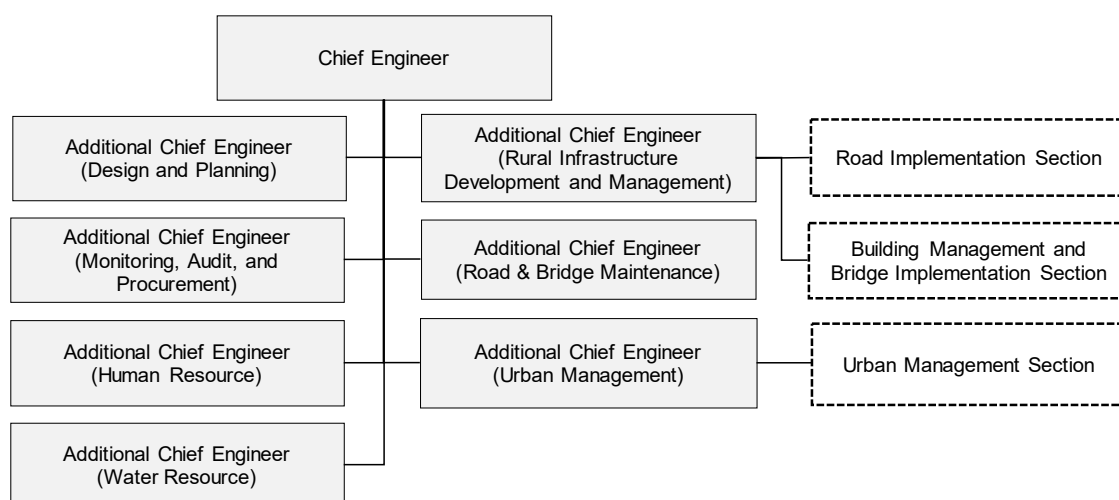 Chief Engineer
Additional Chief Engineer
(Design and Planning)
Additional Chief Engineer
(Rural Infrastructure
Development and Management)
Road Implementation Section
Additional Chief Engineer
(Monitoring, Audit, and
Procurement)
Additional Chief Engineer
(Road & Bridge Maintenance)
Building Management and
Bridge Implementation Section
Additional Chief Engineer
(Human Resource)
Additional Chief Engineer
(Urban Management)
Urban Management Section
Additional Chief Engineer
(Water Resource)